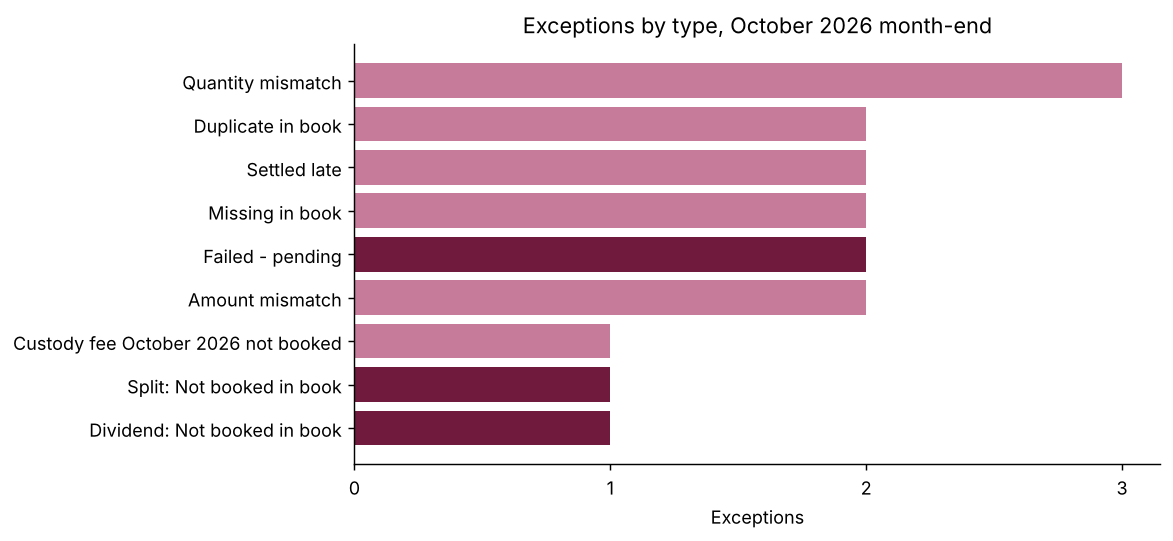 Exceptions by type, October 2026 month-end
Quantity mismatch
Duplicate in book
Settled late
Missing in book
Failed - pending
Amount mismatch
Custody fee October 2026 not booked
Split: Not booked in book
Dividend: Not booked in book
0 1 2 3
Exceptions